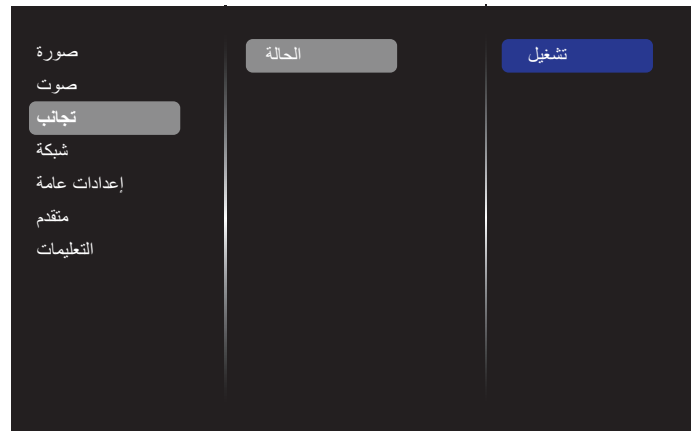 صورة
صوت
تجانب
شبكة
إعدادات عامة
متقدم
التعليمات
الحالة
تشغيل